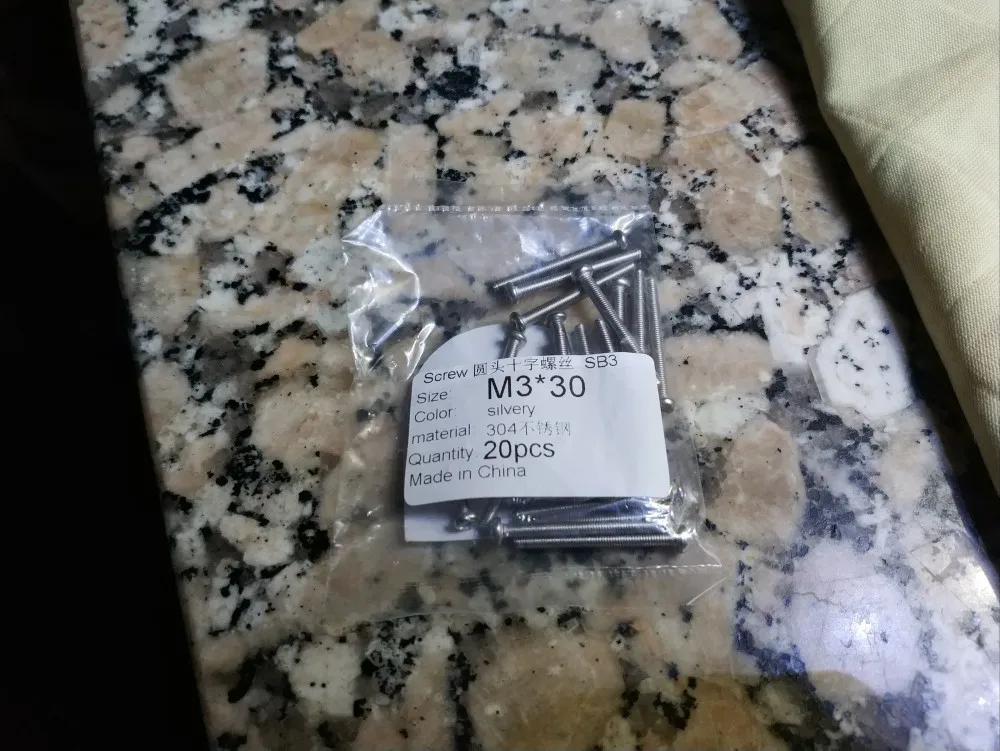 Screw 圆头十字螺丝 SB3
Size: M3*30
Color: silvery
material: 304不锈钢
Quantity: 20pcs
Made in China